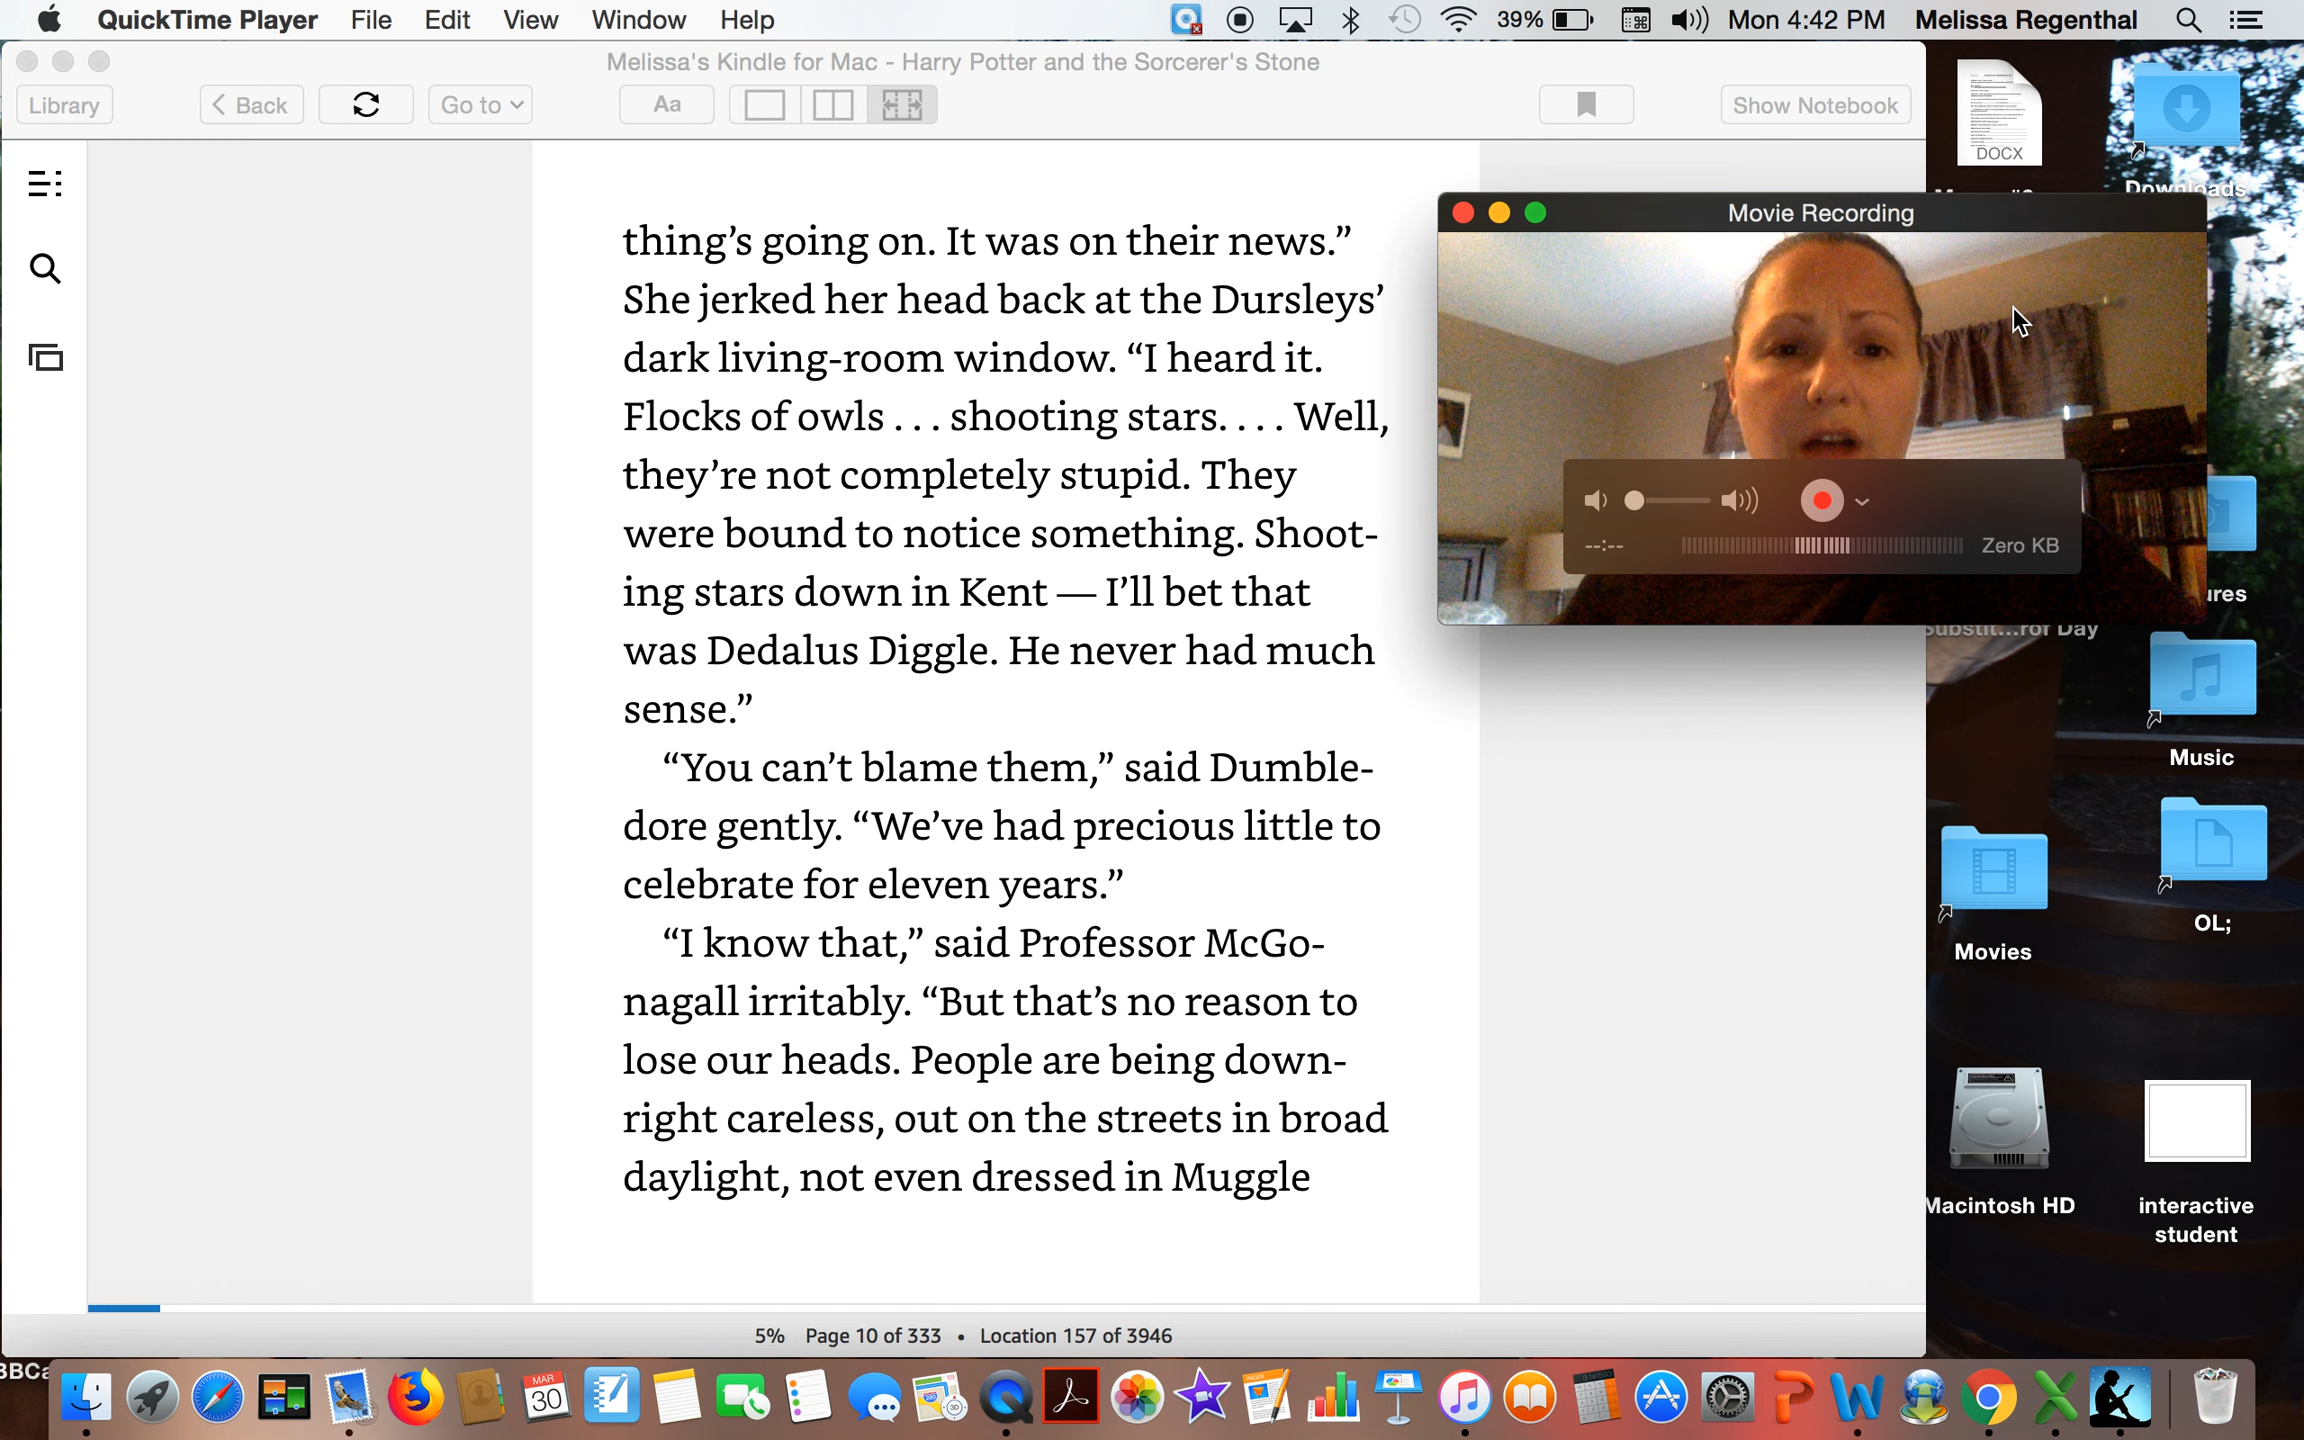 QuickTime Player File Edit View Window Help 39% Mon 4:42 PM Melissa Regenthal
Melissa's Kindle for Mac - Harry Potter and the Sorcerer's Stone
Library Back Go to Aa Show Notebook
thing’s going on. It was on their news.”
She jerked her head back at the Dursleys’
dark living-room window. “I heard it.
Flocks of owls . . . shooting stars. . . . Well,
they’re not completely stupid. They
were bound to notice something. Shoot-
ing stars down in Kent — I’ll bet that
was Dedalus Diggle. He never had much
sense.”
“You can’t blame them,” said Dumble-
dore gently. “We’ve had precious little to
celebrate for eleven years.”
“I know that,” said Professor McGo-
nagall irritably. “But that’s no reason to
lose our heads. People are being down-
right careless, out on the streets in broad
daylight, not even dressed in Muggle
5% Page 10 of 333 • Location 157 of 3946
Movie Recording
--:-- Zero KB
DOCX
Downloads
ures
Substit...rof Day
Music
OL;
Movies
Macintosh HD
interactive
student
MAR
30
PAGES